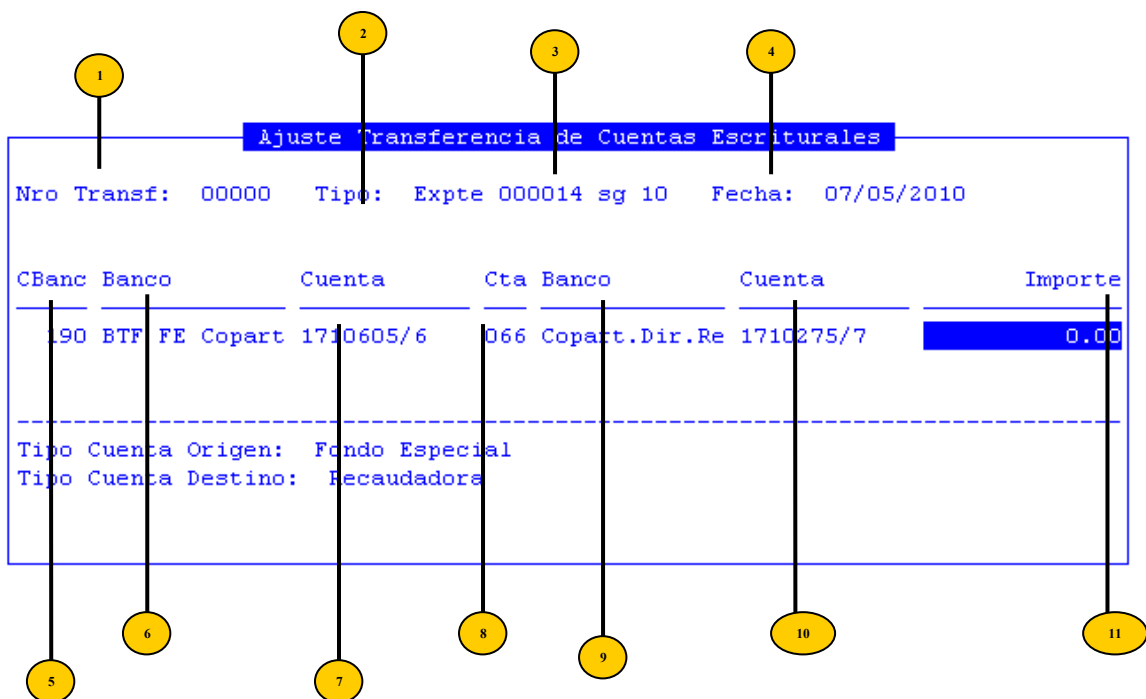 2
3
4
1
Ajuste Transferencia de Cuentas Escriturales
Nro Transf: 00000 Tipo: Expte 000014 sg 10 Fecha: 07/05/2010
CBanc Banco Cuenta Cta Banco Cuenta Importe
190 BTF FE Copart 1710605/6 066 Copart.Dir.Re 1710275/7 0.00
Tipo Cuenta Origen: Fondo Especial
Tipo Cuenta Destino: Recaudadora
6
8
10
11
9
5
7